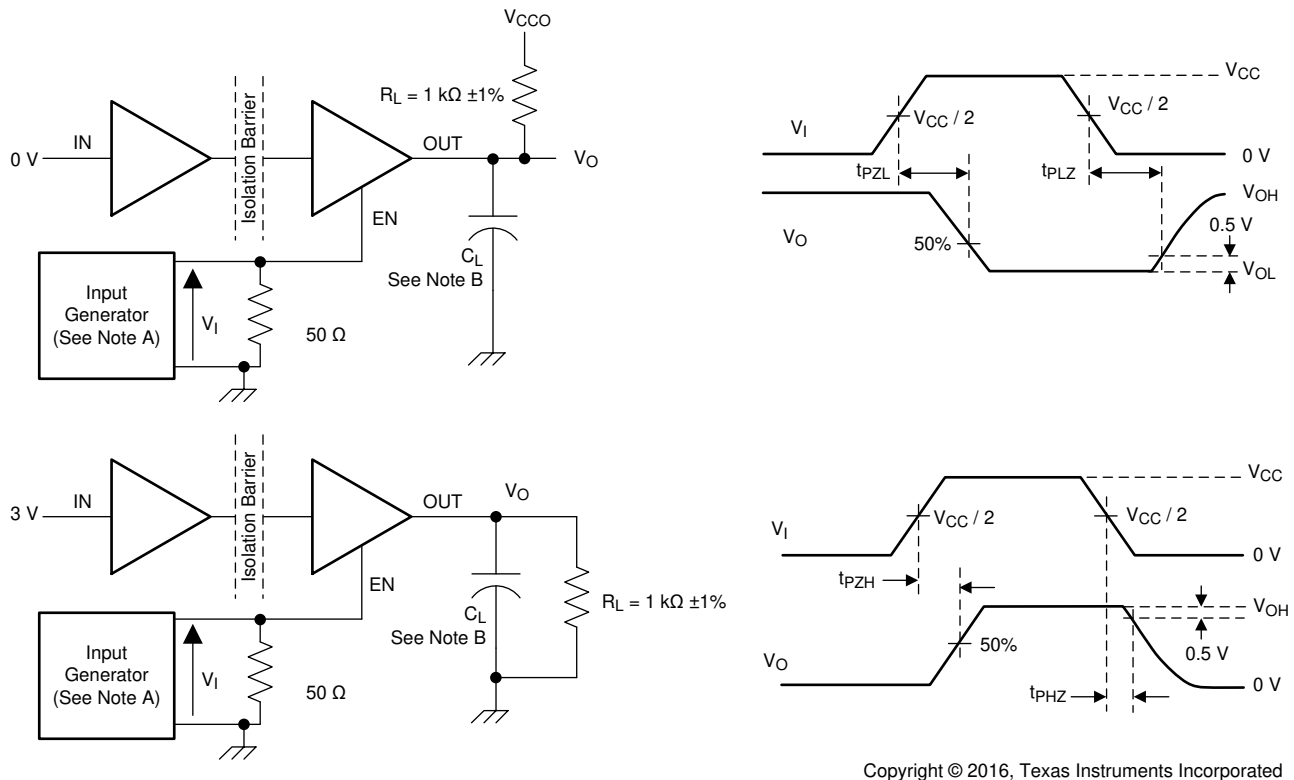 VCCO
RL = 1 kΩ ±1%
IN
Isolation Barrier
OUT
0 V
VO
EN
CL
See Note B
Input
Generator
(See Note A)
VI
50 Ω
VCC
VCC / 2
VCC / 2
VI
0 V
tPZL
tPLZ
VOH
0.5 V
VO
50%
VOL
IN
Isolation Barrier
OUT
VO
3 V
EN
CL
See Note B
RL = 1 kΩ ±1%
Input
Generator
(See Note A)
VI
50 Ω
VCC
VCC / 2
VCC / 2
VI
0 V
tPZH
VOH
50%
0.5 V
VO
0 V
tPHZ
Copyright © 2016, Texas Instruments Incorporated